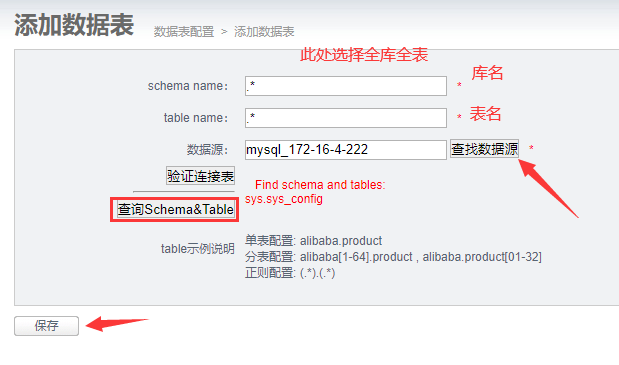 添加数据表 数据表配置 > 添加数据表
此处选择全库全表
schema name： .* * 库名
table name： .* * 表名
数据源： mysql_172-16-4-222 查找数据源 *
验证连接表 Find schema and tables:
sys.sys_config
查询Schema&Table
table示例说明 单表配置: alibaba.product
分表配置: alibaba[1-64].product , alibaba.product[01-32]
正则配置: (.*).(.*)
保存